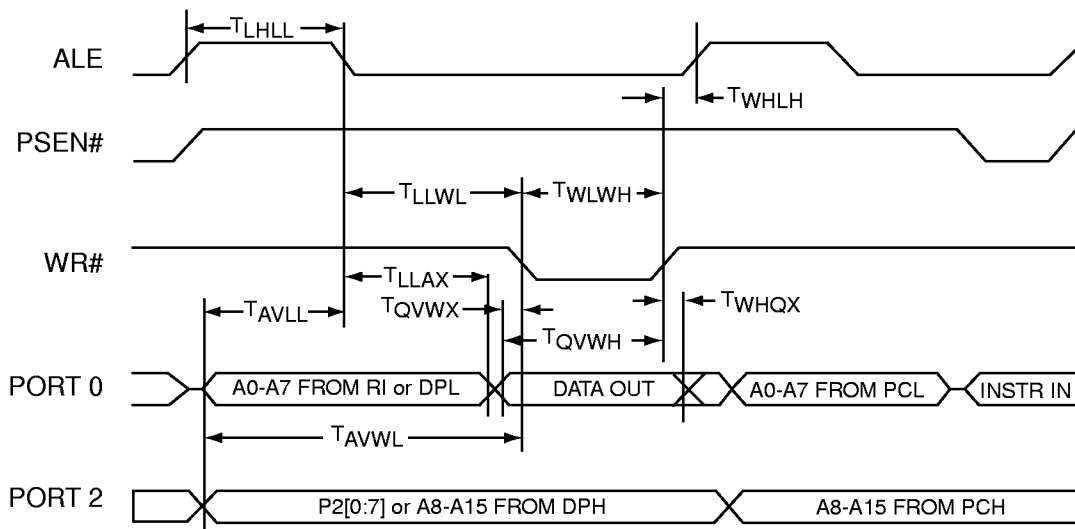 TLHLL
ALE
TWHLH
PSEN#
TLLWL
TWLWH
WR#
TLLAX
TQVWX
TWHQX
TAVLL
TQVWH
PORT 0
A0-A7 FROM RI or DPL
DATA OUT
A0-A7 FROM PCL
INSTR IN
TAVWL
PORT 2
P2[0:7] or A8-A15 FROM DPH
A8-A15 FROM PCH